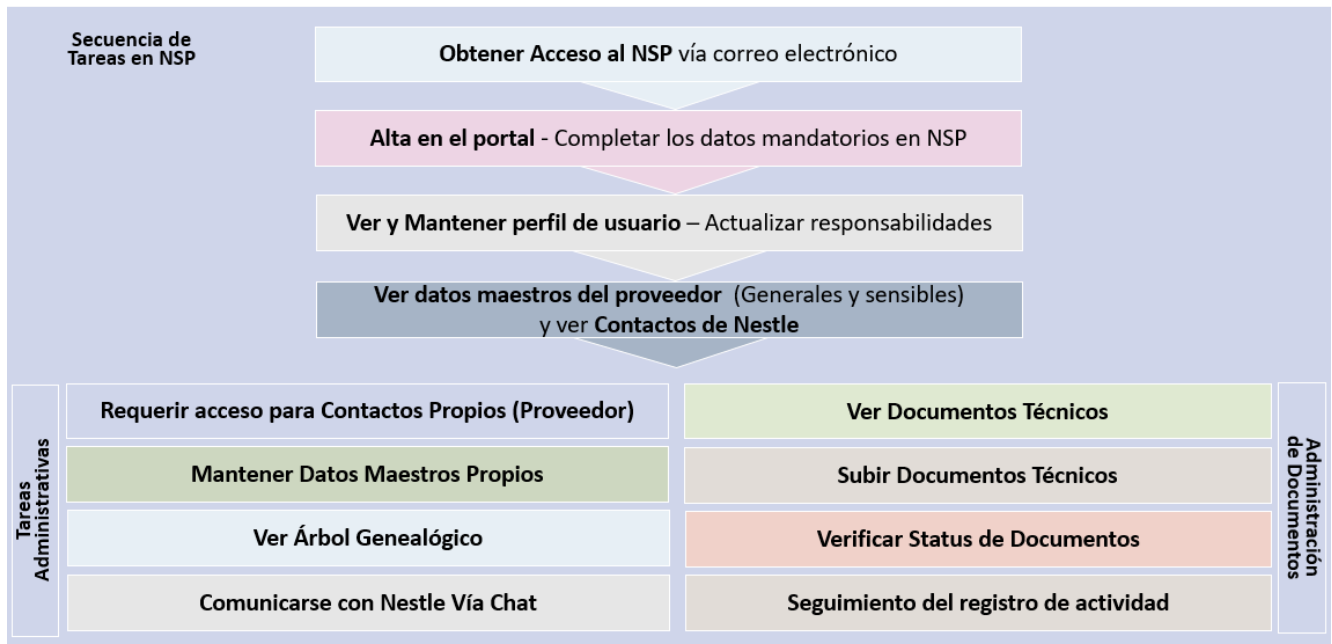 Secuencia de
Tareas en NSP
Obtener Acceso al NSP vía correo electrónico
Alta en el portal - Completar los datos mandatorios en NSP
Ver y Mantener perfil de usuario – Actualizar responsabilidades
Ver datos maestros del proveedor (Generales y sensibles)
y ver Contactos de Nestle
Tareas
Administrativas
Requerir acceso para Contactos Propios (Proveedor)
Mantener Datos Maestros Propios
Ver Árbol Genealógico
Comunicarse con Nestle Vía Chat
Ver Documentos Técnicos
Subir Documentos Técnicos
Verificar Status de Documentos
Seguimiento del registro de actividad
Administración
de Documentos